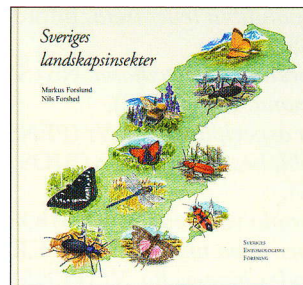 Sveriges
landskapsinsekter
Markus Forslund
Nils Forshed
SVERIGES
ENTOMOLOGISKA
FÖRENING